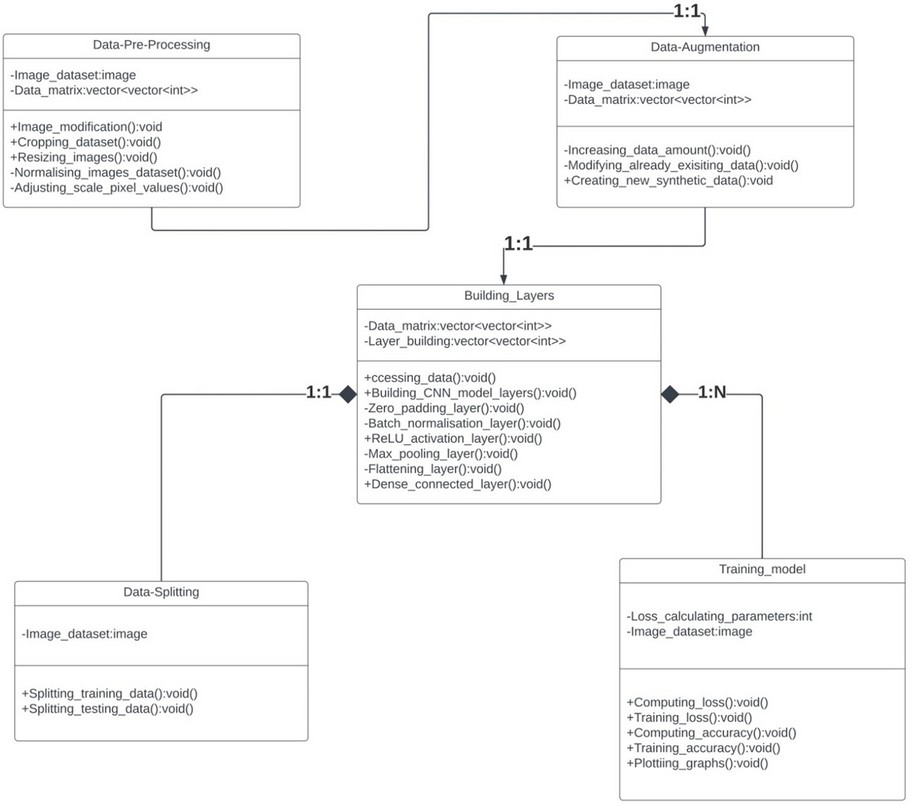 1:1
Data-Pre-Processing
-Image_dataset:image
-Data_matrix:vector<vector<int>>
+Image_modification():void
+Cropping_dataset():void()
+Resizing_images():void()
-Normalising_images_dataset():void()
-Adjusting_scale_pixel_values():void()
Data-Augmentation
-Image_dataset:image
-Data_matrix:vector<vector<int>>
-Increasing_data_amount():void()
-Modifying_already_exisiting_data():void()
+Creating_new_synthetic_data():void
1:1
Building_Layers
-Data_matrix:vector<vector<int>>
-Layer_building:vector<vector<int>>
+ccessing_data():void()
+Building_CNN_model_layers():void()
-Zero_padding_layer():void()
-Batch_normalisation_layer():void()
+ReLU_activation_layer():void()
-Max_pooling_layer():void()
-Flattening_layer():void()
+Dense_connected_layer():void()
1:1
1:N
Data-Splitting
-Image_dataset:image
+Splitting_training_data():void()
+Splitting_testing_data():void()
Training_model
-Loss_calculating_parameters:int
-Image_dataset:image
+Computing_loss():void()
+Training_loss():void()
+Computing_accuracy():void()
+Training_accuracy():void()
+Plottiing_graphs():void()